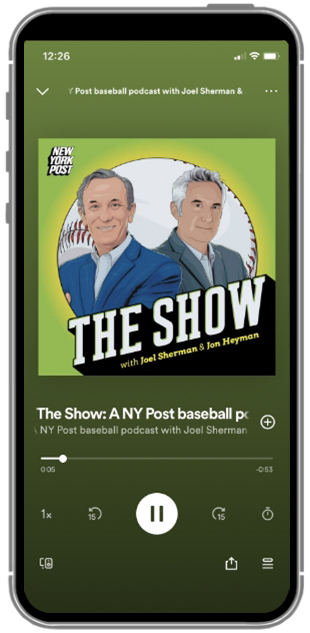 12:26
Y Post baseball podcast with Joel Sherman &
NEW
YORK
POST
THE SHOW
with Joel Sherman & Jon Heyman
The Show: A NY Post baseball po
NY Post baseball podcast with Joel Sherman
0:05
-0:53
1x
15
15